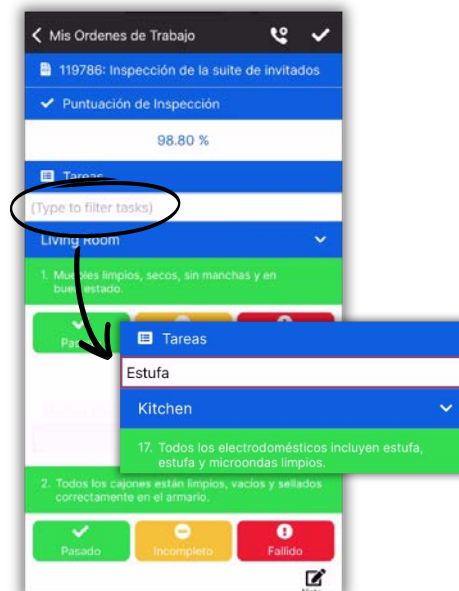 Mis Ordenes de Trabajo
119786: Inspección de la suite de invitados
Puntuación de Inspección
98.80 %
Tareas
(Type to filter tasks)
Living Room
1. Muebles limpios, secos, sin manchas y en
buen estado.
Tareas
Estufa
Kitchen
17. Todos los electrodomésticos incluyen estufa,
estufa y microondas limpios.
2. Todos los cajones están limpios, vacíos y sellados
correctamente en el armario.
Pasado Incompleto Fallido